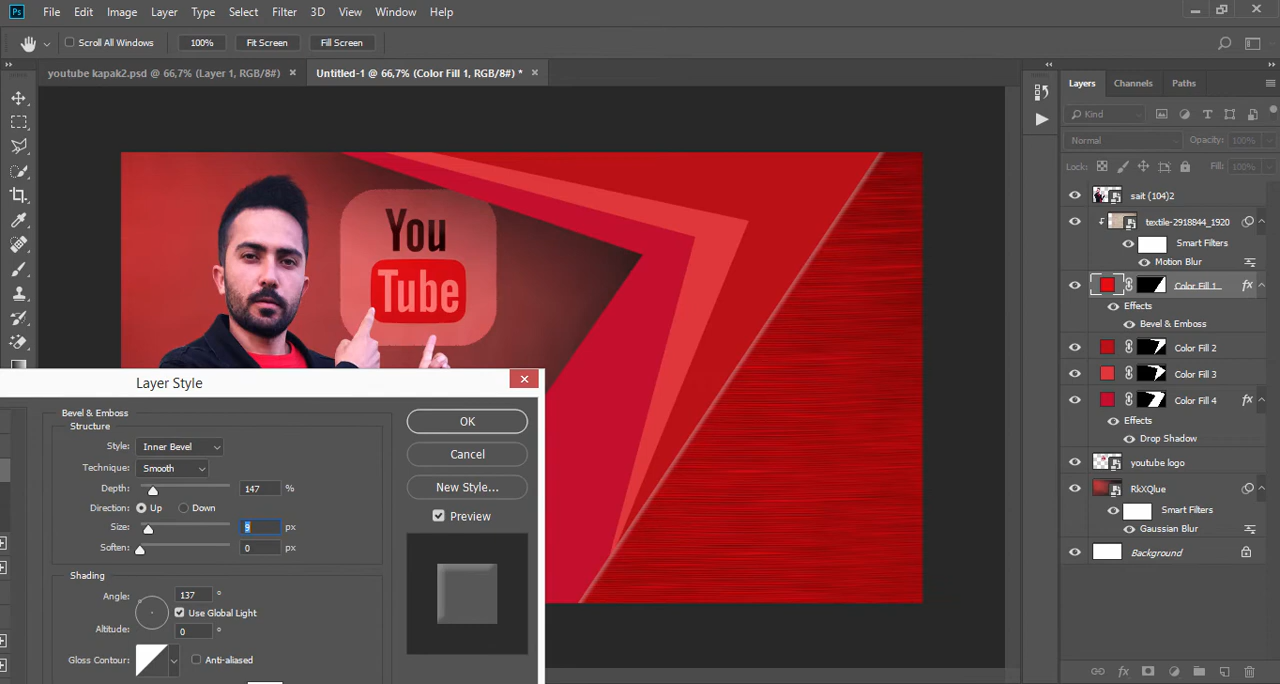 Ps File Edit Image Layer Type Select Filter 3D View Window Help
Scroll All Windows 100% Fit Screen Fill Screen
youtube kapak2.psd @ 66,7% (Layer 1, RGB/8#) × Untitled-1 @ 66,7% (Color Fill 1, RGB/8#) * ×
Layers Channels Paths
Kind
Normal Opacity: 100%
Lock: Fill: 100%
sait (104)2
textile-2918844_1920
Smart Filters
Motion Blur
Color Fill 1 fx
Effects
Bevel & Emboss
Color Fill 2
Color Fill 3
Color Fill 4 fx
Effects
Drop Shadow
youtube logo
RkXQlue
Smart Filters
Gaussian Blur
Background
fx
You
Tube
Layer Style
Bevel & Emboss
Structure
Style: Inner Bevel
Technique: Smooth
Depth: 147 %
Direction: Up Down
Size: 9 px
Soften: 0 px
Shading
Angle: 137 °
Use Global Light
Altitude: 0 °
Gloss Contour: Anti-aliased
OK
Cancel
New Style...
Preview